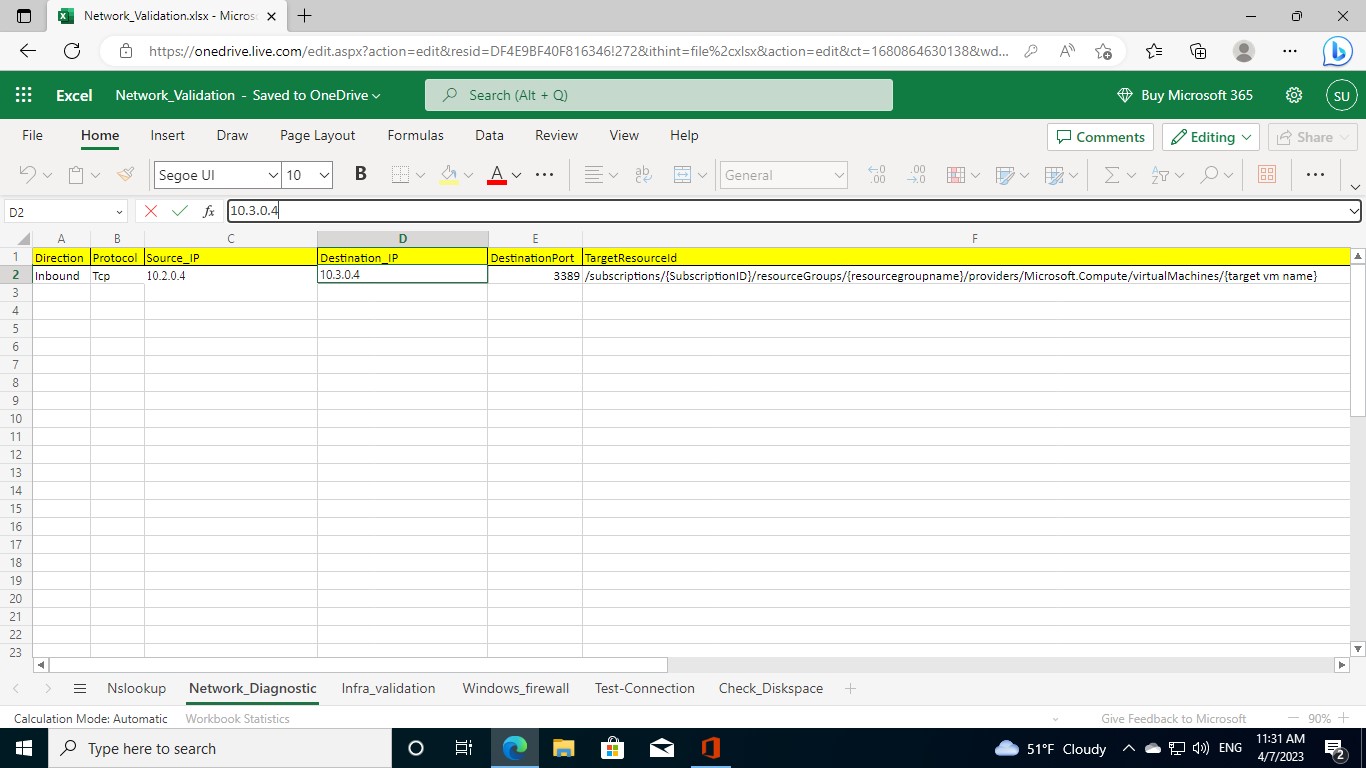 Network_Validation.xlsx - Micros
https://onedrive.live.com/edit.aspx?action=edit&resid=DF4E9BF40F816346!272&ithint=file%2cxlsx&action=edit&ct=1680864630138&wd...
Excel Network_Validation - Saved to OneDrive Search (Alt + Q) Buy Microsoft 365 SU
File Home Insert Draw Page Layout Formulas Data Review View Help Comments Editing Share
Segoe UI 10 B A ab General .00 .00
D2 fx 10.3.0.4
A B C D E F
1 Direction Protocol Source_IP Destination_IP DestinationPort TargetResourceId
2 Inbound Tcp 10.2.0.4 10.3.0.4 3389 /subscriptions/{SubscriptionID}/resourceGroups/{resourcegroupname}/providers/Microsoft.Compute/virtualMachines/{target vm name}
3
4
5
6
7
8
9
10
11
12
13
14
15
16
17
18
19
20
21
22
23
Nslookup Network_Diagnostic Infra_validation Windows_firewall Test-Connection Check_Diskspace
Calculation Mode: Automatic Workbook Statistics Give Feedback to Microsoft 90%
Type here to search 51°F Cloudy ENG 11:31 AM
4/7/2023 2